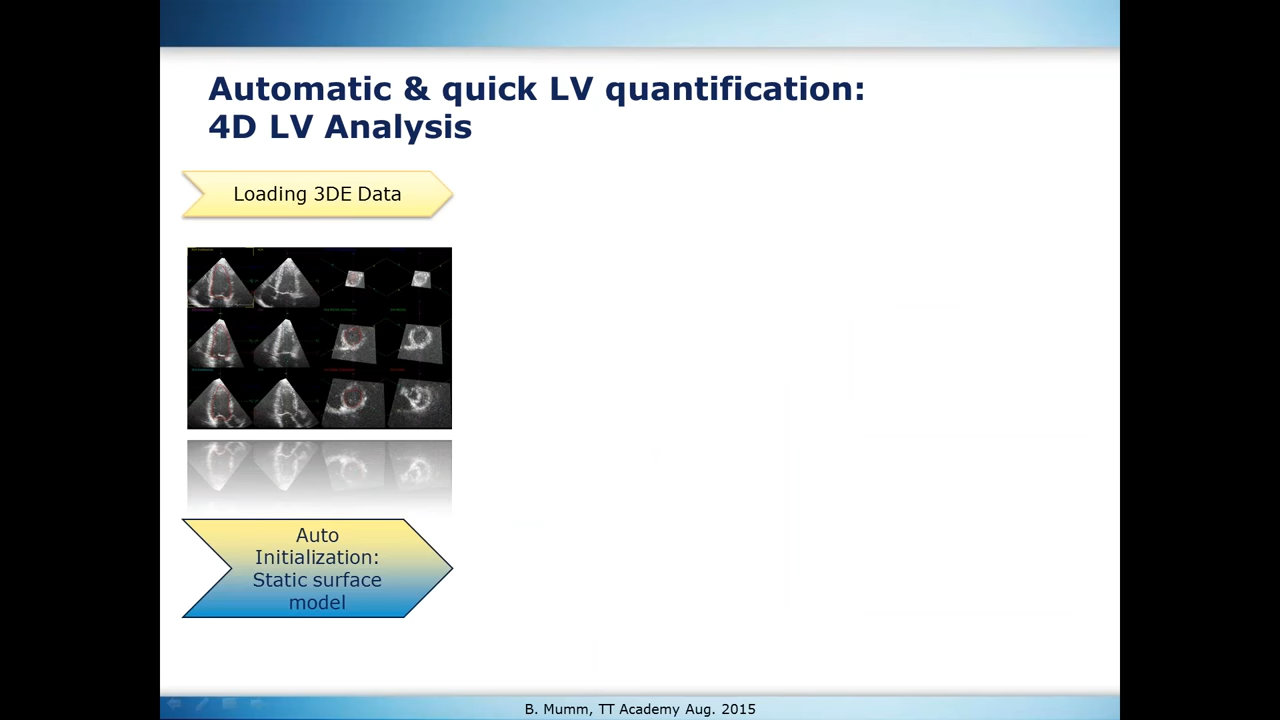 Automatic & quick LV quantification:
4D LV Analysis
Loading 3DE Data
Auto
Initialization:
Static surface
model
B. Mumm, TT Academy Aug. 2015